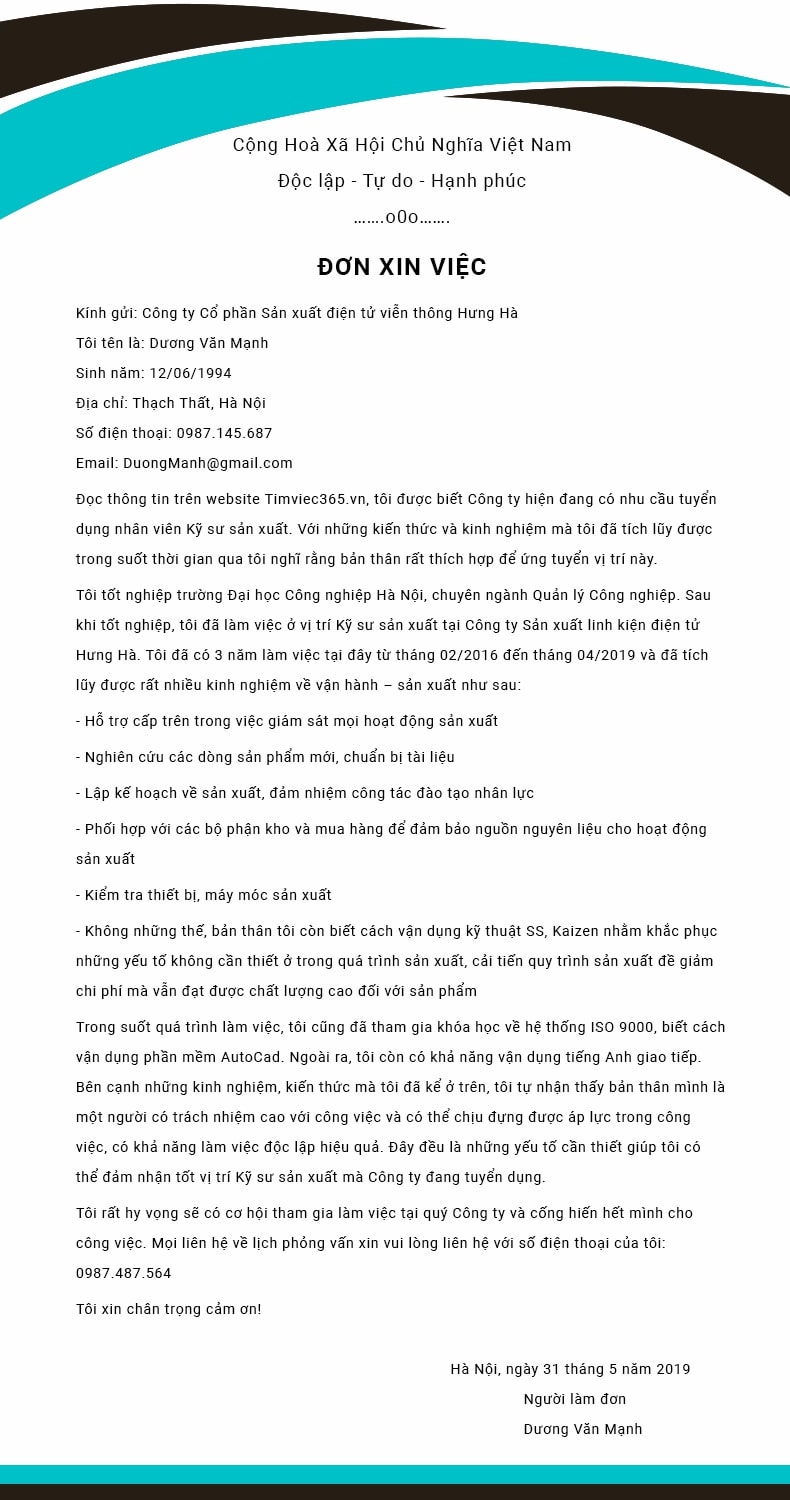 Cộng Hoà Xã Hội Chủ Nghĩa Việt Nam
Độc lập - Tự do - Hạnh phúc
…….o0o…….
ĐƠN XIN VIỆC
Kính gửi: Công ty Cổ phần Sản xuất điện tử viễn thông Hưng Hà
Tôi tên là: Dương Văn Mạnh
Sinh năm: 12/06/1994
Địa chỉ: Thạch Thất, Hà Nội
Số điện thoại: 0987.145.687
Email: DuongManh@gmail.com
Đọc thông tin trên website Timviec365.vn, tôi được biết Công ty hiện đang có nhu cầu tuyển
dụng nhân viên Kỹ sư sản xuất. Với những kiến thức và kinh nghiệm mà tôi đã tích lũy được
trong suốt thời gian qua tôi nghĩ rằng bản thân rất thích hợp để ứng tuyển vị trí này.
Tôi tốt nghiệp trường Đại học Công nghiệp Hà Nội, chuyên ngành Quản lý Công nghiệp. Sau
khi tốt nghiệp, tôi đã làm việc ở vị trí Kỹ sư sản xuất tại Công ty Sản xuất linh kiện điện tử
Hưng Hà. Tôi đã có 3 năm làm việc tại đây từ tháng 02/2016 đến tháng 04/2019 và đã tích
lũy được rất nhiều kinh nghiệm về vận hành – sản xuất như sau:
- Hỗ trợ cấp trên trong việc giám sát mọi hoạt động sản xuất
- Nghiên cứu các dòng sản phẩm mới, chuẩn bị tài liệu
- Lập kế hoạch về sản xuất, đảm nhiệm công tác đào tạo nhân lực
- Phối hợp với các bộ phận kho và mua hàng để đảm bảo nguồn nguyên liệu cho hoạt động
sản xuất
- Kiểm tra thiết bị, máy móc sản xuất
- Không những thế, bản thân tôi còn biết cách vận dụng kỹ thuật SS, Kaizen nhằm khắc phục
những yếu tố không cần thiết ở trong quá trình sản xuất, cải tiến quy trình sản xuất đề giảm
chi phí mà vẫn đạt được chất lượng cao đối với sản phẩm
Trong suốt quá trình làm việc, tôi cũng đã tham gia khóa học về hệ thống ISO 9000, biết cách
vận dụng phần mềm AutoCad. Ngoài ra, tôi còn có khả năng vận dụng tiếng Anh giao tiếp.
Bên cạnh những kinh nghiệm, kiến thức mà tôi đã kể ở trên, tôi tự nhận thấy bản thân mình là
một người có trách nhiệm cao với công việc và có thể chịu đựng được áp lực trong công
việc, có khả năng làm việc độc lập hiệu quả. Đây đều là những yếu tố cần thiết giúp tôi có
thể đảm nhận tốt vị trí Kỹ sư sản xuất mà Công ty đang tuyển dụng.
Tôi rất hy vọng sẽ có cơ hội tham gia làm việc tại quý Công ty và cống hiến hết mình cho
công việc. Mọi liên hệ về lịch phỏng vấn xin vui lòng liên hệ với số điện thoại của tôi:
0987.487.564
Tôi xin chân trọng cảm ơn!
Hà Nội, ngày 31 tháng 5 năm 2019
Người làm đơn
Dương Văn Mạnh